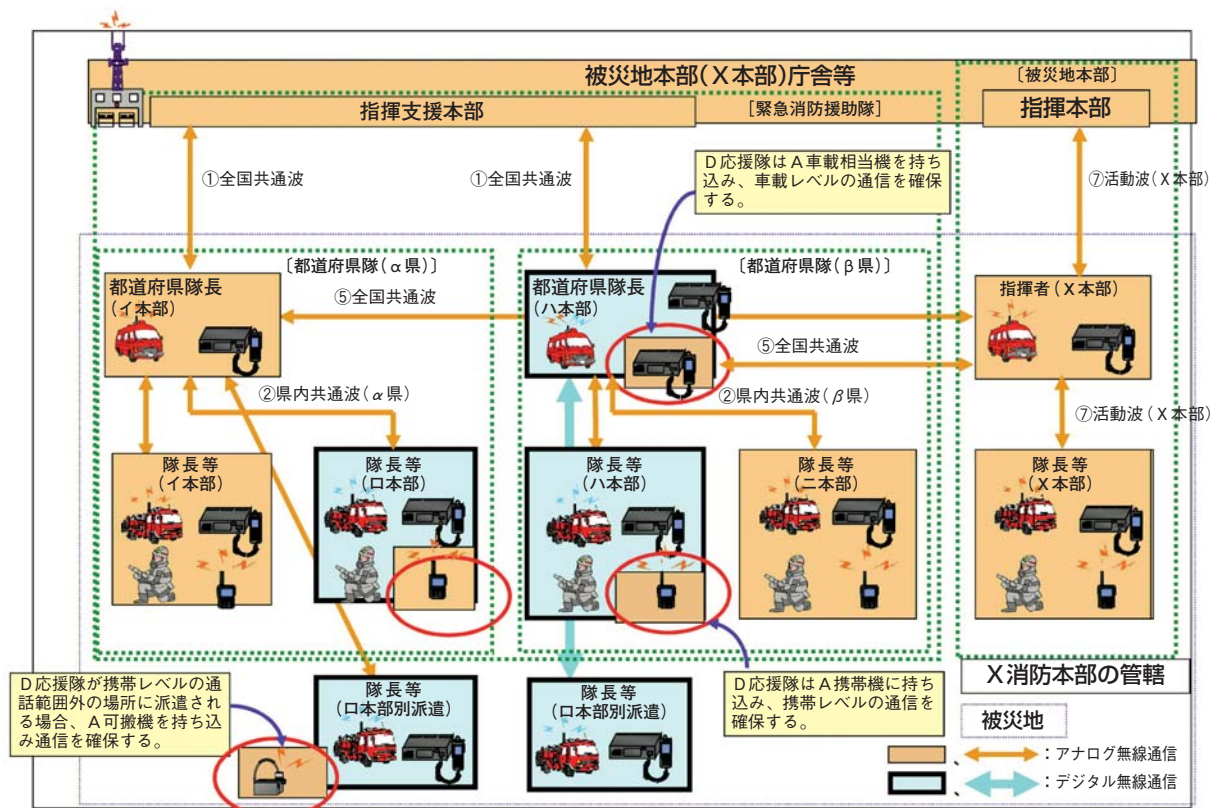 被災地本部(X本部)庁舎等
〔被災地本部〕
指揮支援本部
[緊急消防援助隊]
指揮本部
①全国共通波
①全国共通波
D応援隊はA車載相当機を持ち
込み、車載レベルの通信を確保
する。
⑦活動波(X本部)
〔都道府県隊(α県)〕
〔都道府県隊(β県)〕
都道府県隊長
(イ本部)
⑤全国共通波
都道府県隊長
(ハ本部)
指揮者(X本部)
⑤全国共通波
②県内共通波(α県)
②県内共通波(β県)
⑦活動波(X本部)
隊長等
(イ本部)
隊長等
(ロ本部)
隊長等
(ハ本部)
隊長等
(ニ本部)
隊長等
(X本部)
D応援隊が携帯レベルの通
話範囲外の場所に派遣され
る場合、A可搬機を持ち込
み通信を確保する。
隊長等
(ロ本部別派遣)
隊長等
(ロ本部別派遣)
D応援隊はA携帯機に持ち
込み、携帯レベルの通信を
確保する。
X消防本部の管轄
被災地
、 :アナログ無線通信
、 :デジタル無線通信